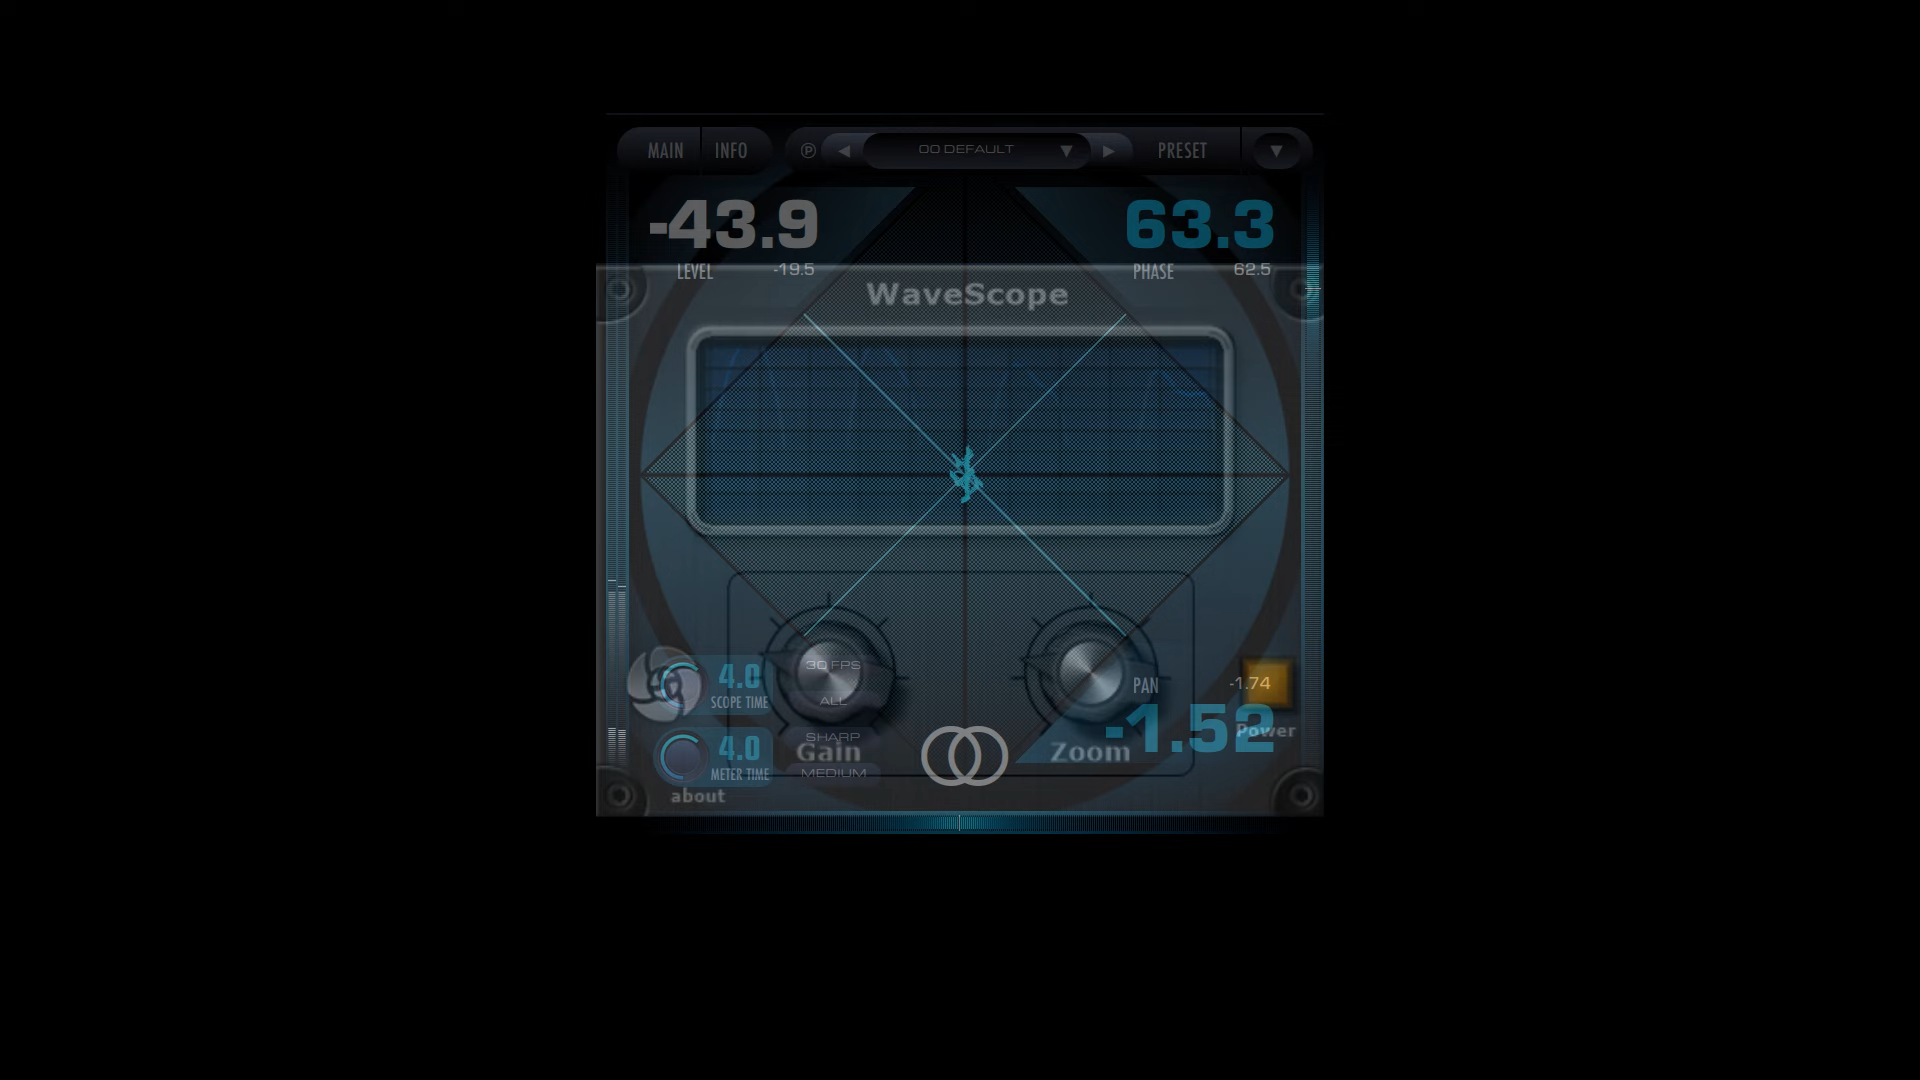 MAIN INFO Ⓟ ◀ 00 DEFAULT ▼ ▶ PRESET ▼
-43.9 63.3
LEVEL -19.5 PHASE 62.5
WaveScope
4.0 30 FPS PAN -1.74
SCOPE TIME ALL -1.52
4.0 SHARP Power
METER TIME MEDIUM Gain Zoom
about